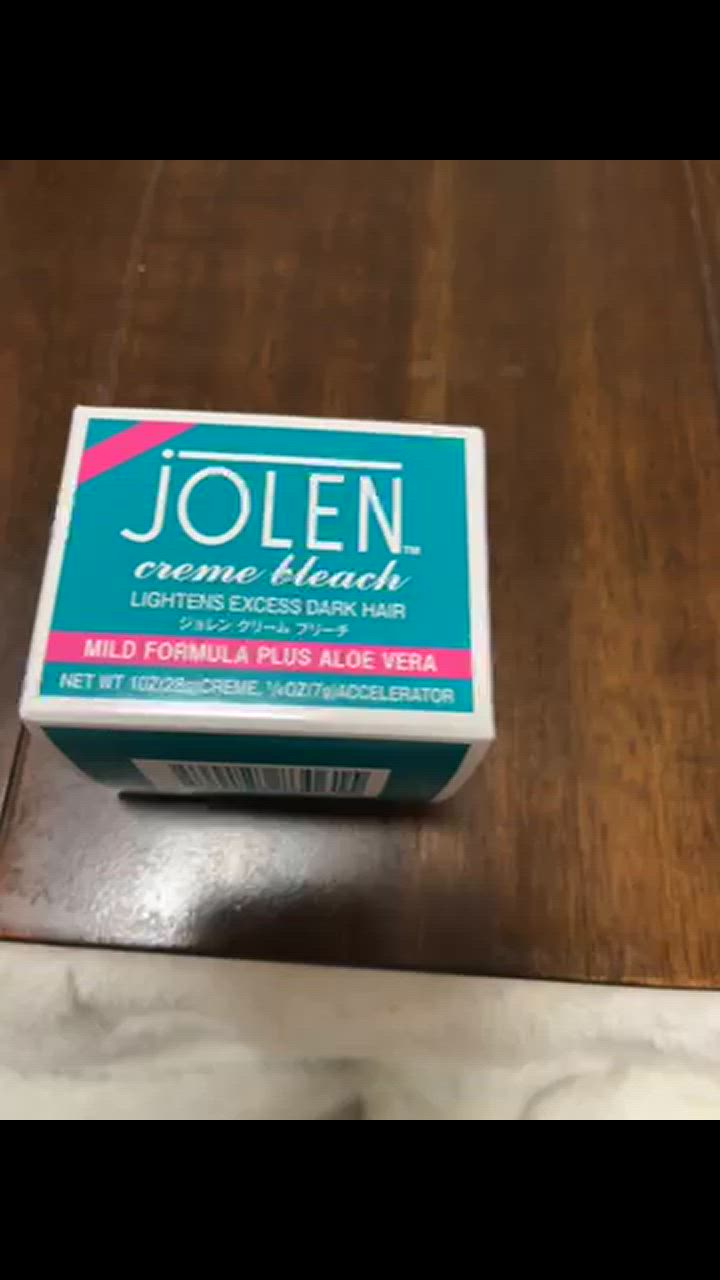 JOLEN™
creme bleach
LIGHTENS EXCESS DARK HAIR
ジョレン クリーム ブリーチ
MILD FORMULA PLUS ALOE VERA
NET WT 1OZ(28g)CREME, ¼OZ(7g)ACCELERATOR